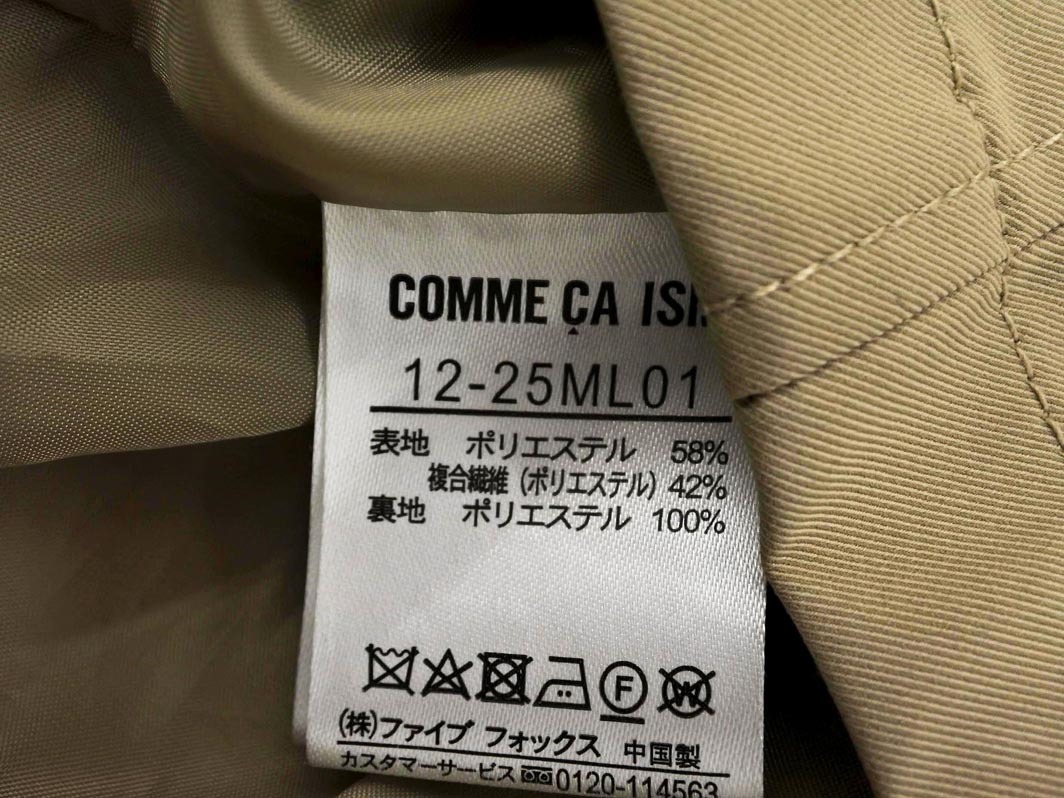 COMME ÇA ISM
12-25ML01
表地 ポリエステル 58%
複合繊維 (ポリエステル) 42%
裏地 ポリエステル 100%
F W
(株)ファイブ フォックス 中国製
カスタマーサービス 0120-114563